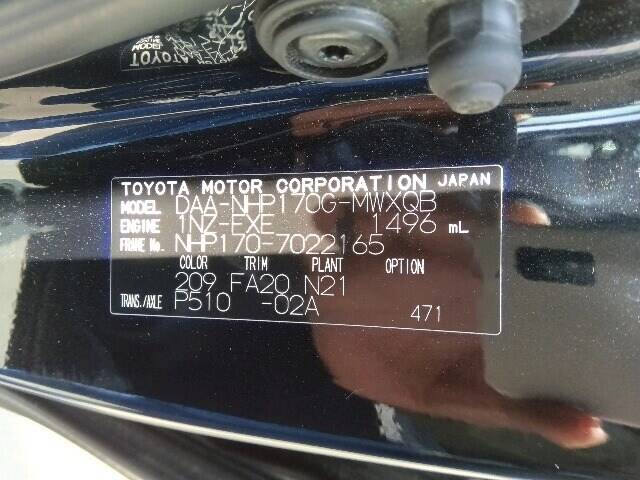 TOYOTA MOTOR CORPORATION JAPAN
MODEL DAA-NHP170G-MWXQB
ENGINE 1NZ-EXE 1496 mL
FRAME No. NHP170-7022165
COLOR TRIM PLANT OPTION
209 FA20 N21
TRANS./AXLE P510 -02A
471